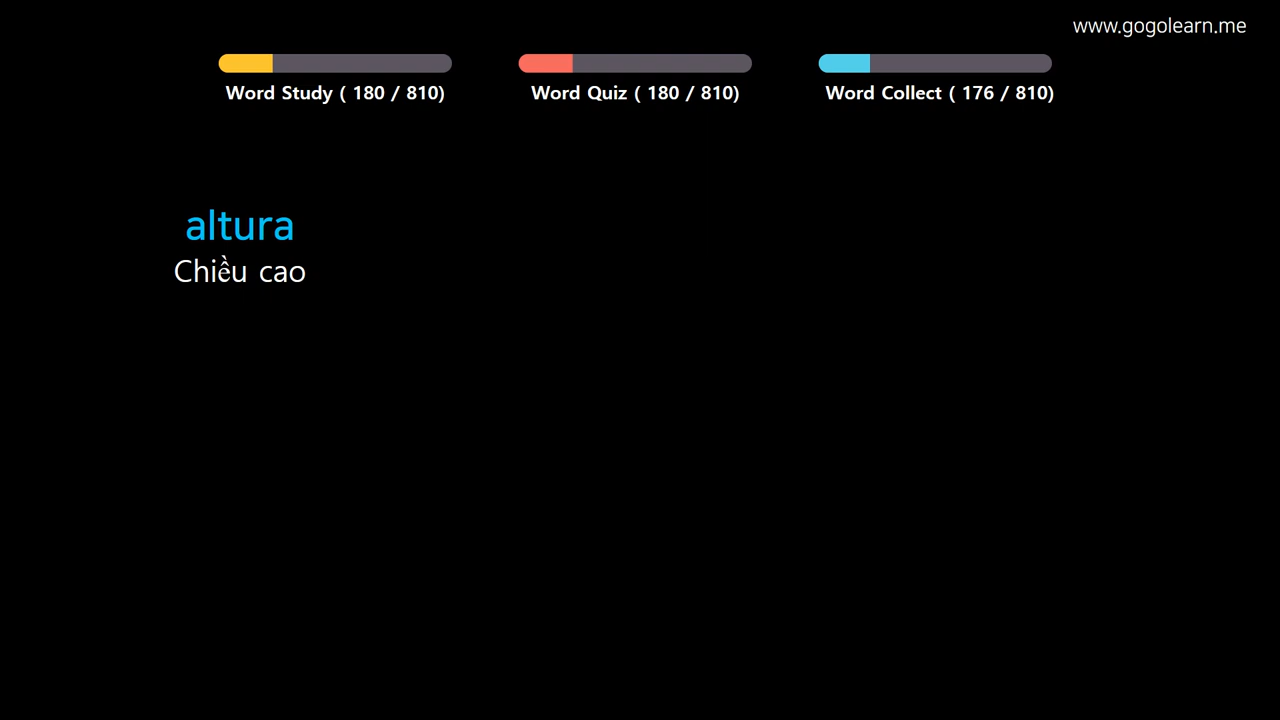 www.gogolearn.me
Word Study ( 180 / 810)
Word Quiz ( 180 / 810)
Word Collect ( 176 / 810)
altura
Chiều cao